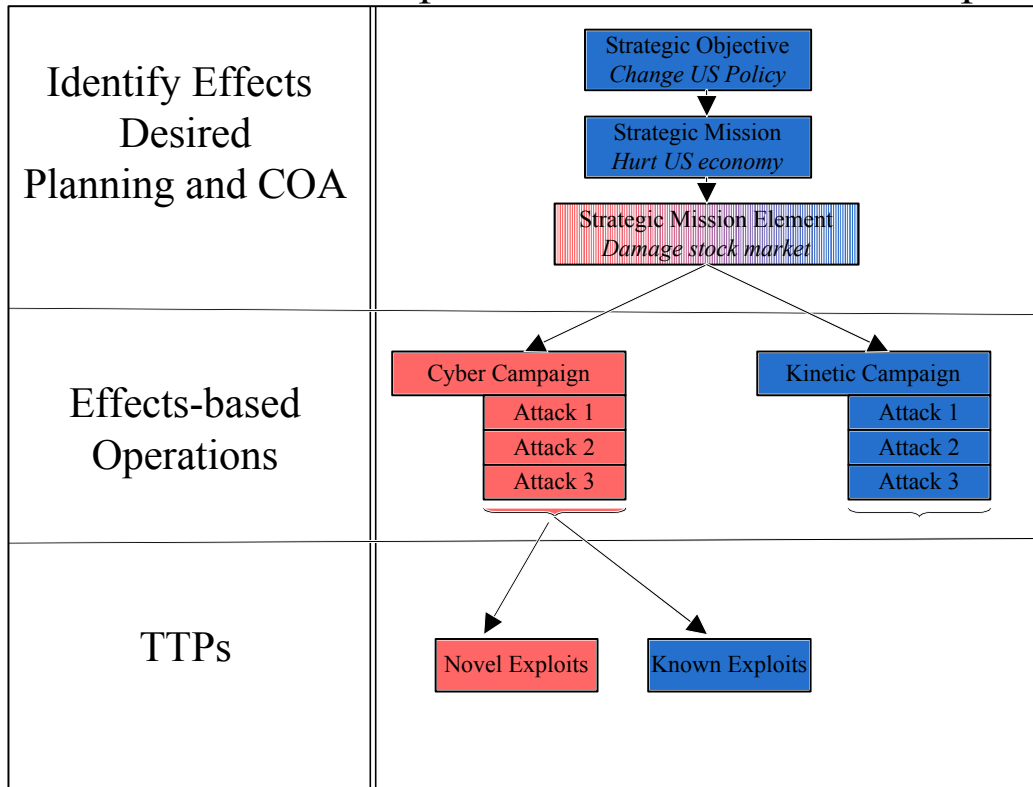 Identify Effects
Desired
Planning and COA
Strategic Objective
Change US Policy
Strategic Mission
Hurt US economy
Strategic Mission Element
Damage stock market
Effects-based
Operations
Cyber Campaign
Attack 1
Attack 2
Attack 3
Kinetic Campaign
Attack 1
Attack 2
Attack 3
TTPs
Novel Exploits
Known Exploits